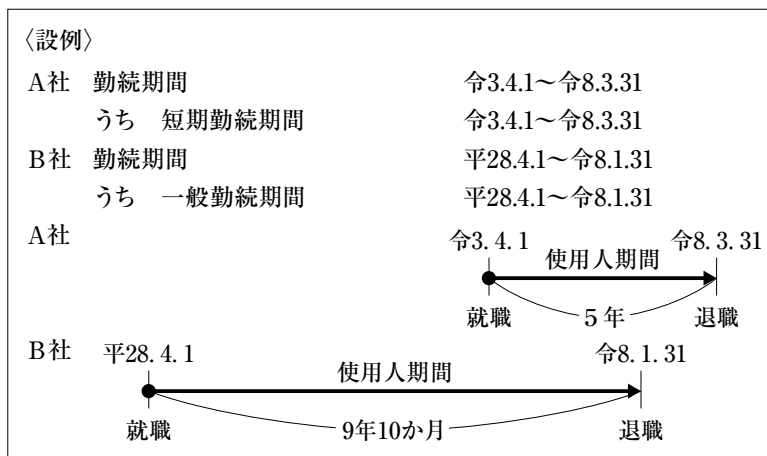 〈設例〉
A社 勤続期間 令3.4.1～令8.3.31
うち 短期勤続期間 令3.4.1～令8.3.31
B社 勤続期間 平28.4.1～令8.1.31
うち 一般勤続期間 平28.4.1～令8.1.31
A社 令3.4.1 令8.3.31
使用人期間
就職 5年 退職
B社 平28.4.1 令8.1.31
使用人期間
就職 9年10か月 退職